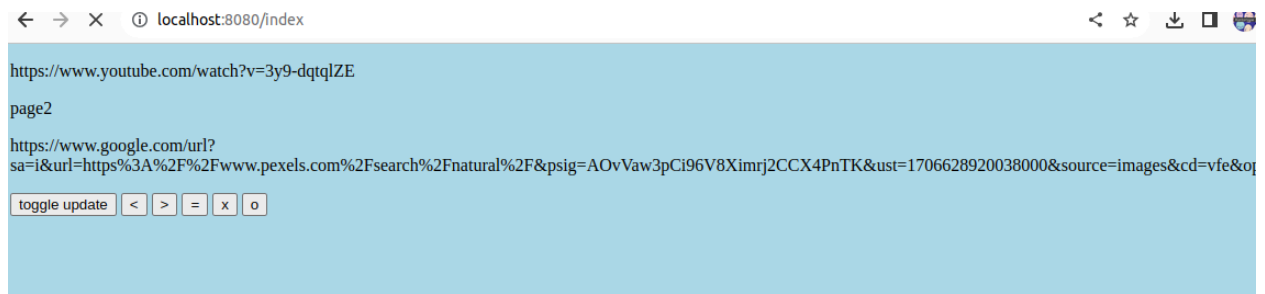 localhost:8080/index
https://www.youtube.com/watch?v=3y9-dqtqlZE
page2
https://www.google.com/url?
sa=i&url=https%3A%2F%2Fwww.pexels.com%2Fsearch%2Fnatural%2F&psig=AOvVaw3pCi96V8Ximrj2CCX4PnTK&ust=1706628920038000&source=images&cd=vfe&op
toggle update < > = x o